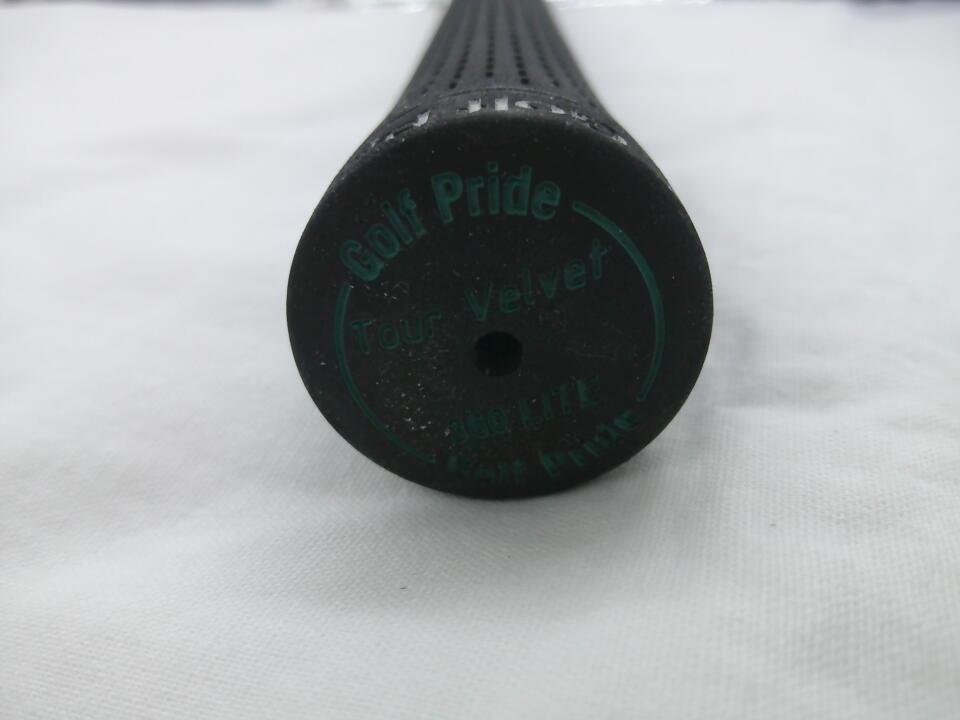 Golf Pride
Tour Velvet
360 LITE
Golf Pride